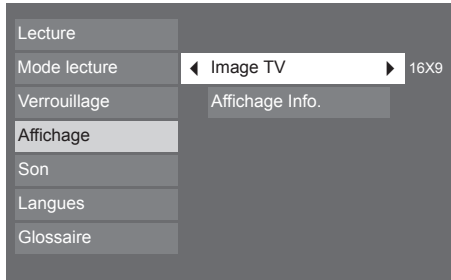 Lecture
Mode lecture
Image TV 16X9
Verrouillage
Affichage Info.
Affichage
Son
Langues
Glossaire